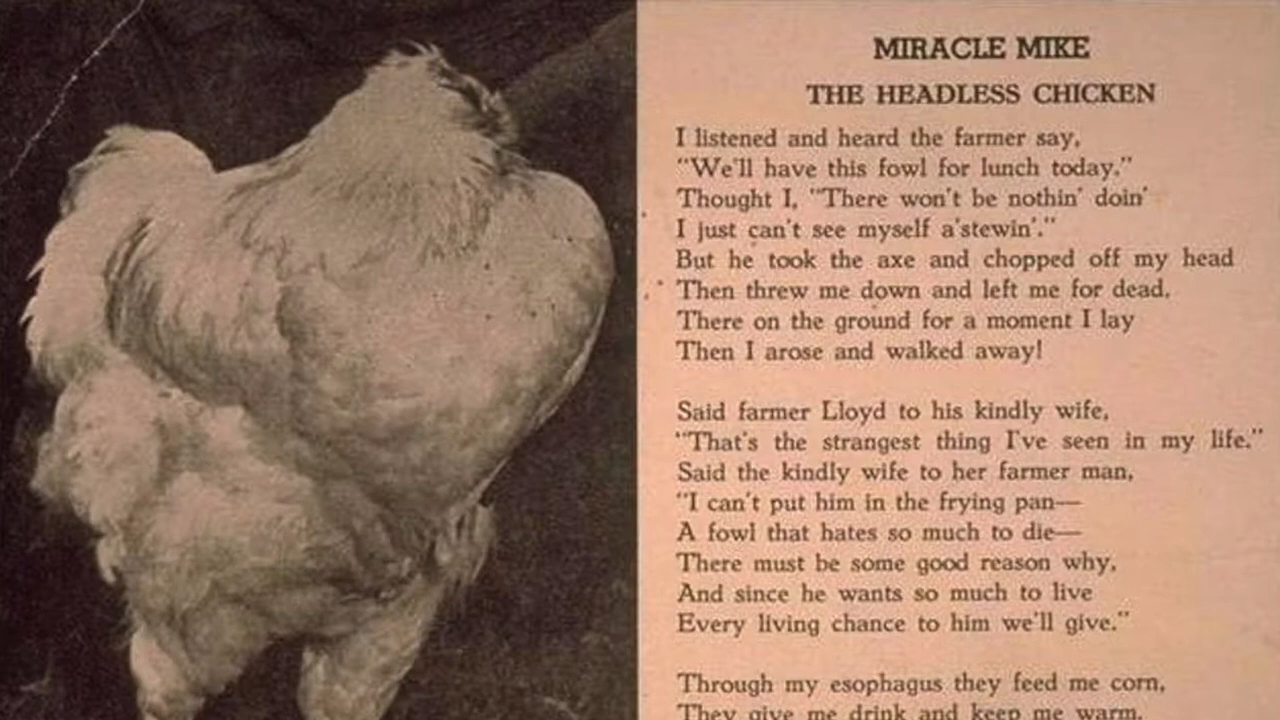 MIRACLE MIKE
THE HEADLESS CHICKEN
I listened and heard the farmer say,
"We'll have this fowl for lunch today."
Thought I, "There won't be nothin' doin'
I just can't see myself a'stewin'."
But he took the axe and chopped off my head
Then threw me down and left me for dead.
There on the ground for a moment I lay
Then I arose and walked away!
Said farmer Lloyd to his kindly wife,
"That's the strangest thing I've seen in my life."
Said the kindly wife to her farmer man,
"I can't put him in the frying pan—
A fowl that hates so much to die—
There must be some good reason why,
And since he wants so much to live
Every living chance to him we'll give."
Through my esophagus they feed me corn,
They give me drink and keep me warm,